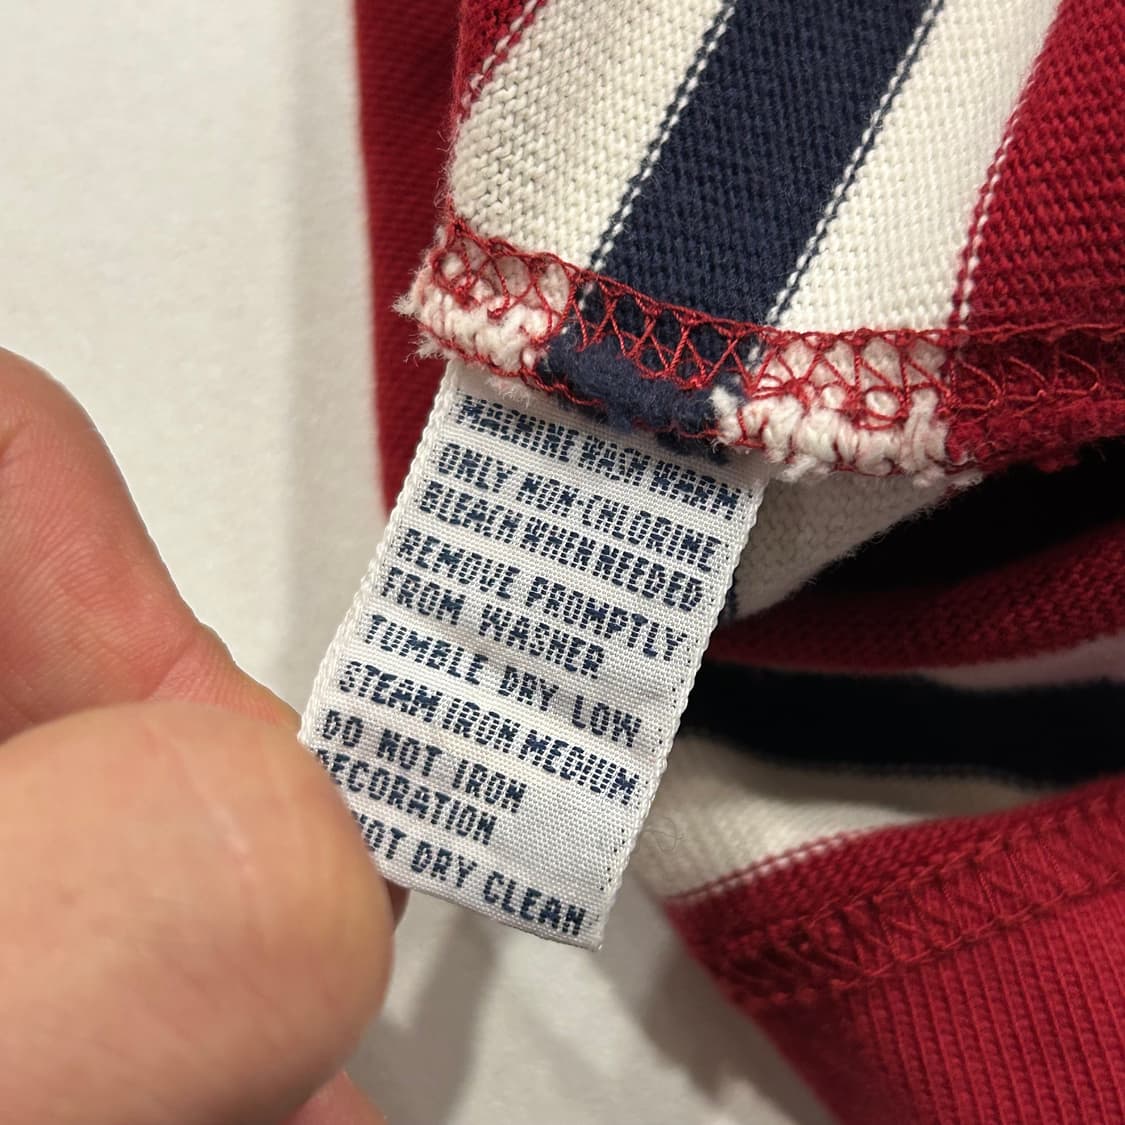 MACHINE WASH WARM
ONLY NON-CHLORINE
BLEACH WHEN NEEDED
REMOVE PROMPTLY
FROM WASHER
TUMBLE DRY LOW
STEAM IRON MEDIUM
DO NOT IRON
DECORATION
NOT DRY CLEAN